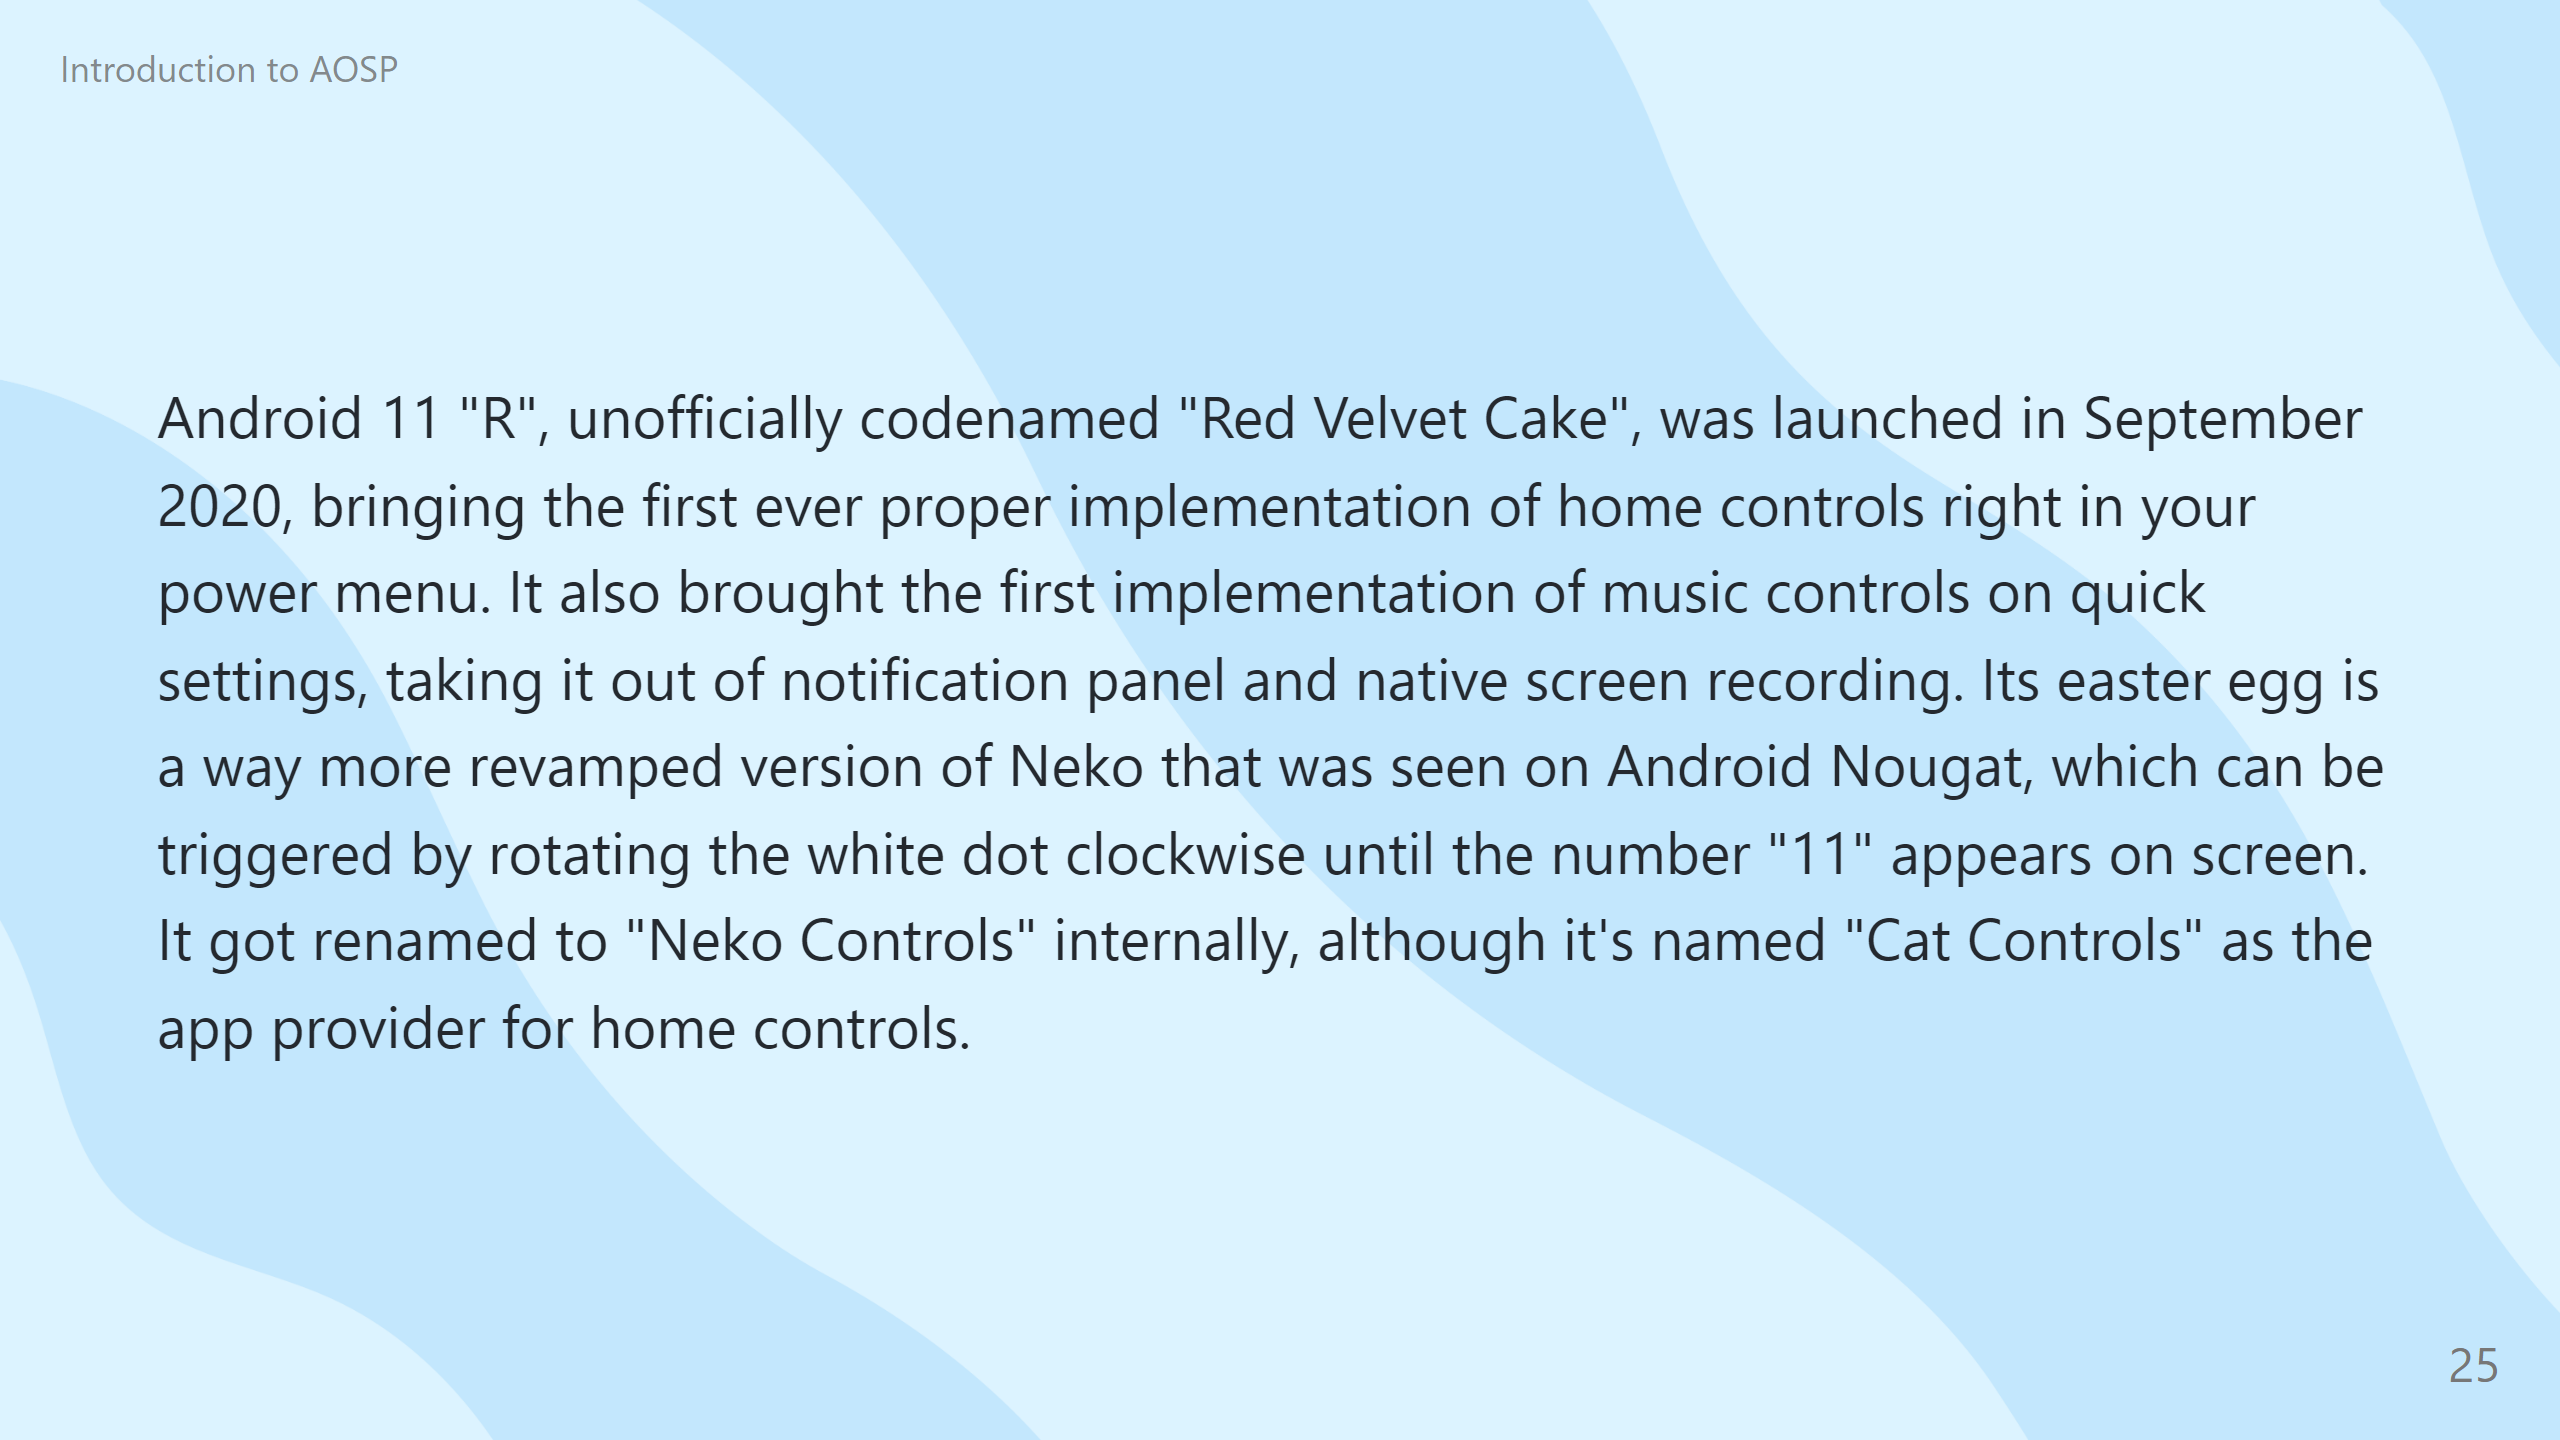 Introduction to AOSP
Android 11 "R", unofficially codenamed "Red Velvet Cake", was launched in September
2020, bringing the first ever proper implementation of home controls right in your
power menu. It also brought the first implementation of music controls on quick
settings, taking it out of notification panel and native screen recording. Its easter egg is
a way more revamped version of Neko that was seen on Android Nougat, which can be
triggered by rotating the white dot clockwise until the number "11" appears on screen.
It got renamed to "Neko Controls" internally, although it's named "Cat Controls" as the
app provider for home controls.
25